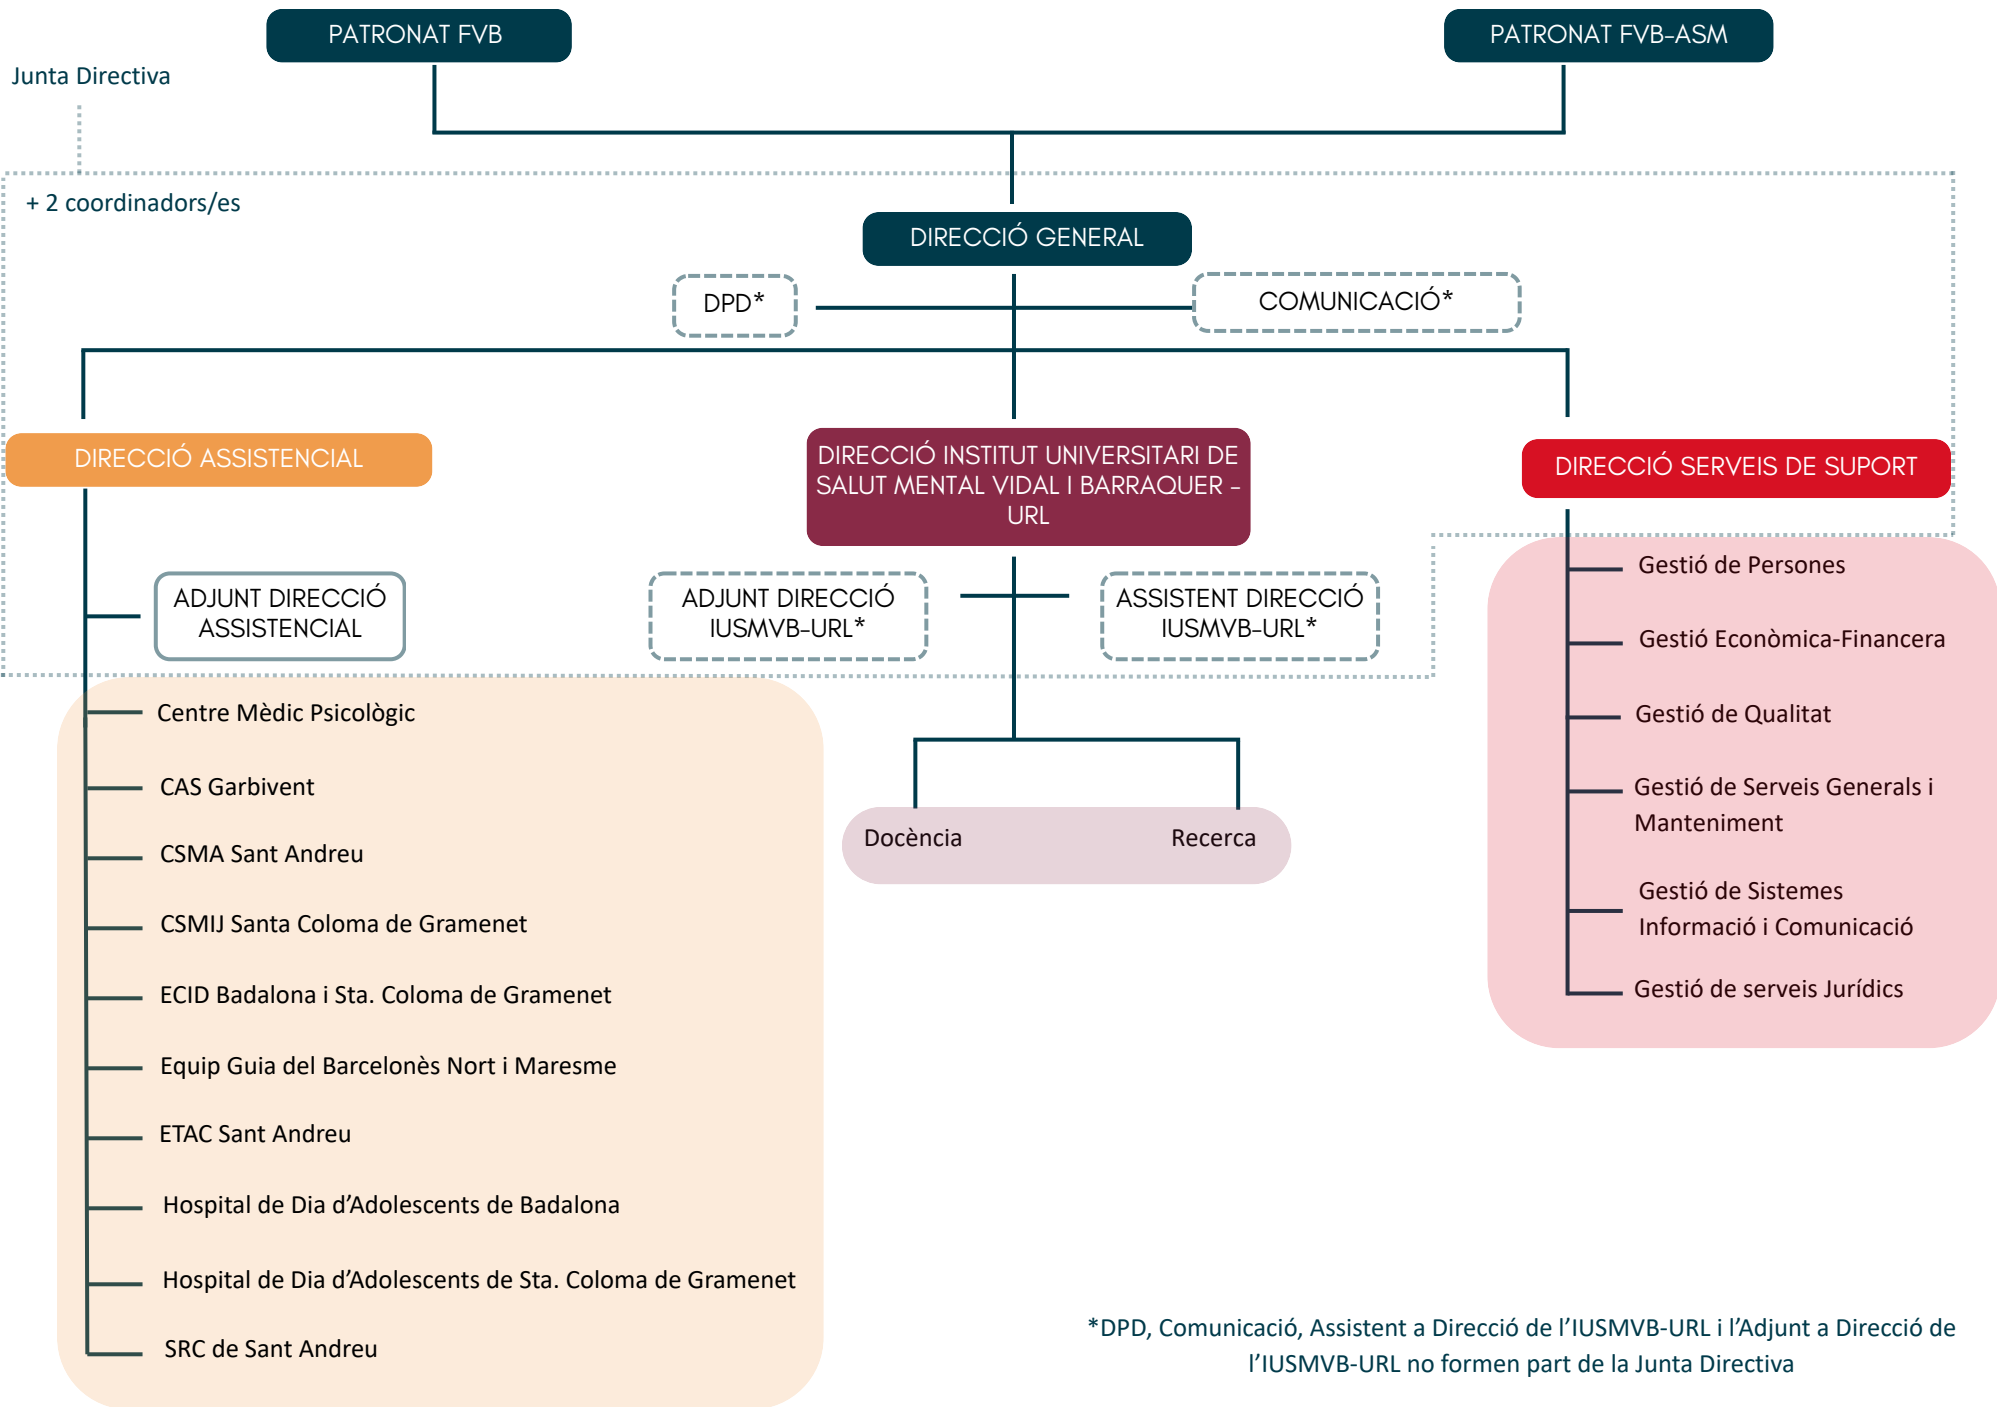 PATRONAT FVB
PATRONAT FVB-ASM
Junta Directiva
+ 2 coordinadors/es
DIRECCIÓ GENERAL
DPD*
COMUNICACIÓ*
DIRECCIÓ ASSISTENCIAL
DIRECCIÓ INSTITUT UNIVERSITARI DE
SALUT MENTAL VIDAL I BARRAQUER -
URL
DIRECCIÓ SERVEIS DE SUPORT
ADJUNT DIRECCIÓ
ASSISTENCIAL
ADJUNT DIRECCIÓ
IUSMVB-URL*
ASSISTENT DIRECCIÓ
IUSMVB-URL*
Centre Mèdic Psicològic
CAS Garbivent
CSMA Sant Andreu
CSMIJ Santa Coloma de Gramenet
ECID Badalona i Sta. Coloma de Gramenet
Equip Guia del Barcelonès Nort i Maresme
ETAC Sant Andreu
Hospital de Dia d’Adolescents de Badalona
Hospital de Dia d’Adolescents de Sta. Coloma de Gramenet
SRC de Sant Andreu
Docència
Recerca
Gestió de Persones
Gestió Econòmica-Financera
Gestió de Qualitat
Gestió de Serveis Generals i
Manteniment
Gestió de Sistemes
Informació i Comunicació
Gestió de serveis Jurídics
*DPD, Comunicació, Assistent a Direcció de l’IUSMVB-URL i l’Adjunt a Direcció de
l’IUSMVB-URL no formen part de la Junta Directiva